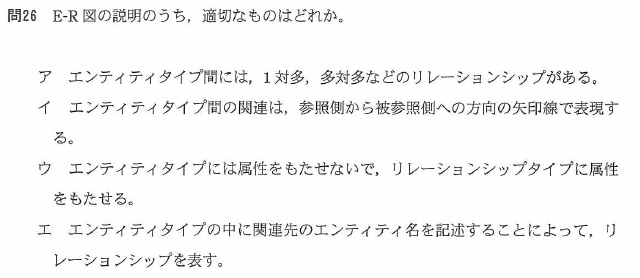 問26 E-R 図の説明のうち，適切なものはどれか。
ア エンティティタイプ間には，1 対多，多対多などのリレーションシップがある。
イ エンティティタイプ間の関連は，参照側から被参照側への方向の矢印線で表現す
る。
ウ エンティティタイプには属性をもたせないで，リレーションシップタイプに属性
をもたせる。
エ エンティティタイプの中に関連先のエンティティ名を記述することによって，リ
レーションシップを表す。